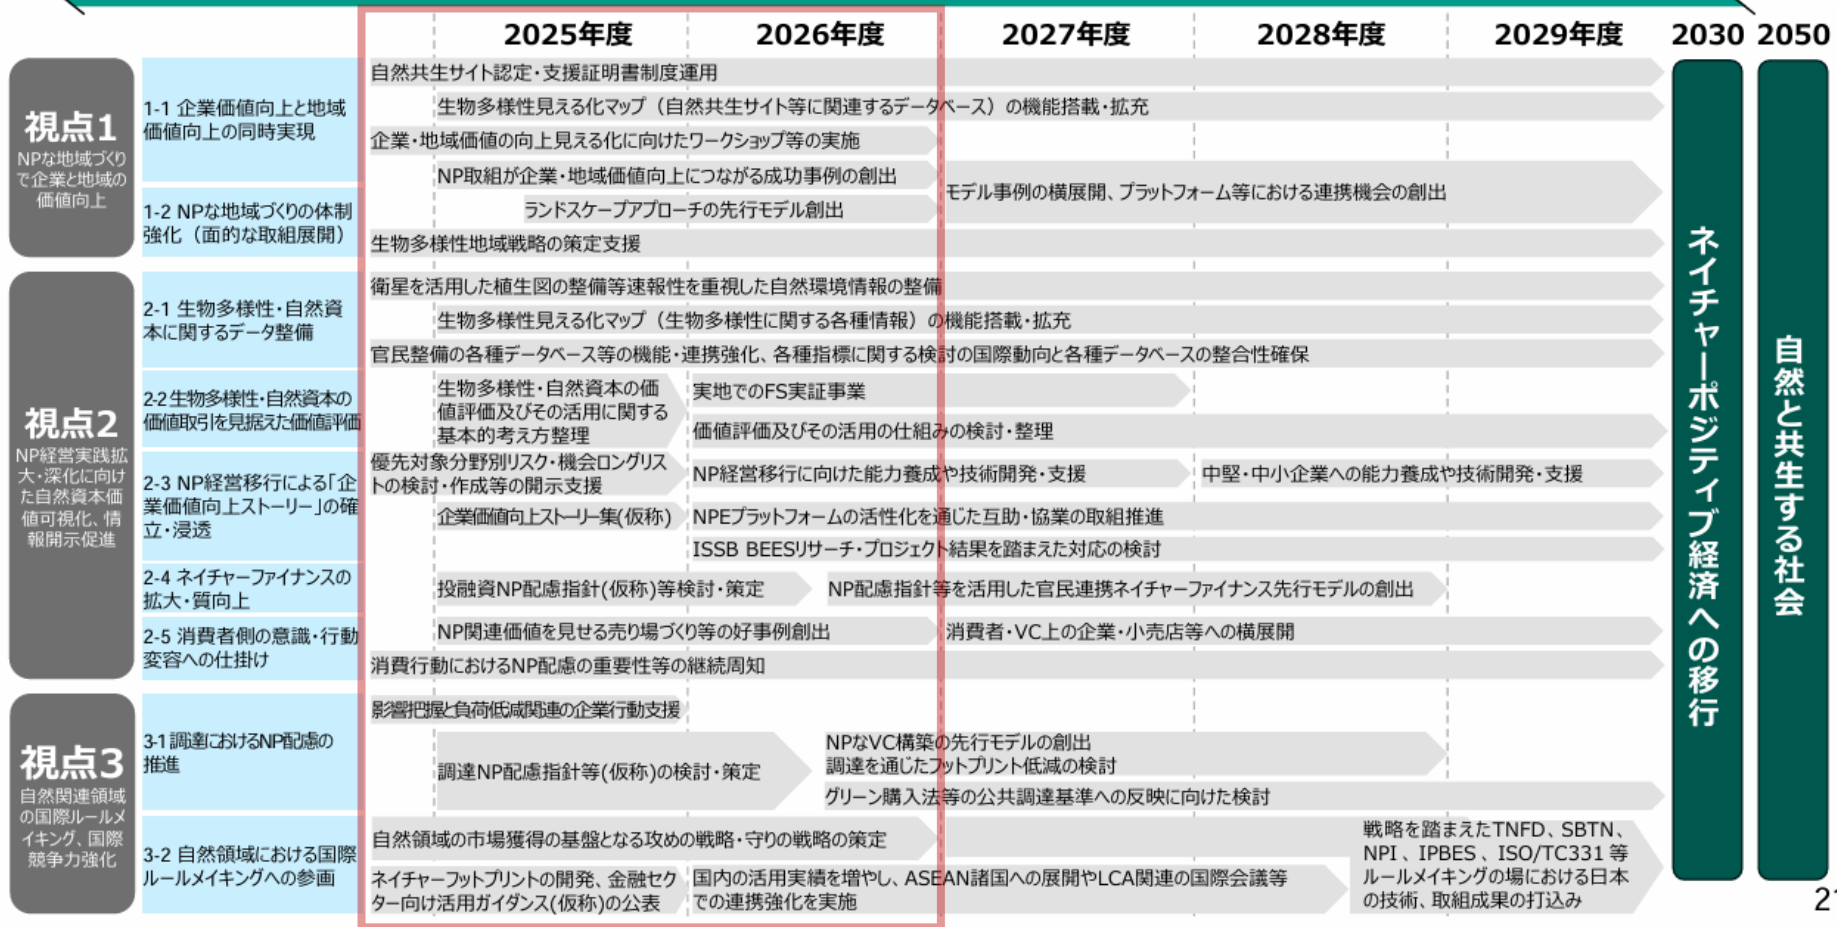 2025年度 2026年度 2027年度 2028年度 2029年度 2030 2050
視点1
NPな地域づくり
で企業と地域の
価値向上
1-1 企業価値向上と地域
価値向上の同時実現
自然共生サイト認定・支援証明書制度運用
生物多様性見える化マップ（自然共生サイト等に関連するデータベース）の機能搭載・拡充
企業・地域価値の向上見える化に向けたワークショップ等の実施
NP取組が企業・地域価値向上につながる成功事例の創出
モデル事例の横展開、プラットフォーム等における連携機会の創出
1-2 NPな地域づくりの体制
強化（面的な取組展開）
ランドスケープアプローチの先行モデル創出
生物多様性地域戦略の策定支援
視点2
NP経営実践拡
大・深化に向け
た自然資本価
値可視化、情
報開示促進
2-1 生物多様性・自然資
本に関するデータ整備
衛星を活用した植生図の整備等速報性を重視した自然環境情報の整備
生物多様性見える化マップ（生物多様性に関する各種情報）の機能搭載・拡充
官民整備の各種データベース等の機能・連携強化、各種指標に関する検討の国際動向と各種データベースの整合性確保
2-2 生物多様性・自然資本の
価値取引を見据えた価値評価
生物多様性・自然資本の価
値評価及びその活用に関する
基本的考え方整理
実地でのFS実証事業
価値評価及びその活用の仕組みの検討・整理
2-3 NP経営移行による「企
業価値向上ストーリー」の確
立・浸透
優先対象分野別リスク・機会ロングリス
トの検討・作成等の開示支援
NP経営移行に向けた能力養成や技術開発・支援
中堅・中小企業への能力養成や技術開発・支援
企業価値向上ストーリー集(仮称)
NPEプラットフォームの活性化を通じた互助・協業の取組推進
ISSB BEESリサーチ・プロジェクト結果を踏まえた対応の検討
2-4 ネイチャーファイナンスの
拡大・質向上
投融資NP配慮指針(仮称)等検討・策定
NP配慮指針等を活用した官民連携ネイチャーファイナンス先行モデルの創出
2-5 消費者側の意識・行動
変容への仕掛け
NP関連価値を見せる売り場づくり等の好事例創出
消費者・VC上の企業・小売店等への横展開
消費行動におけるNP配慮の重要性等の継続周知
視点3
自然関連領域
の国際ルールメ
イキング、国際
競争力強化
3-1 調達におけるNP配慮の
推進
影響把握と負荷低減関連の企業行動支援
調達NP配慮指針等(仮称)の検討・策定
NPなVC構築の先行モデルの創出
調達を通じたフットプリント低減の検討
グリーン購入法等の公共調達基準への反映に向けた検討
3-2 自然領域における国際
ルールメイキングへの参画
自然領域の市場獲得の基盤となる攻めの戦略・守りの戦略の策定
ネイチャーフットプリントの開発、金融セク
ター向け活用ガイダンス(仮称)の公表
国内の活用実績を増やし、ASEAN諸国への展開やLCA関連の国際会議等
での連携強化を実施
戦略を踏まえたTNFD、SBTN、
NPI、IPBES、ISO/TC331 等
ルールメイキングの場における日本
の技術、取組成果の打込み
ネイチャーポジティブ経済への移行
自然と共生する社会